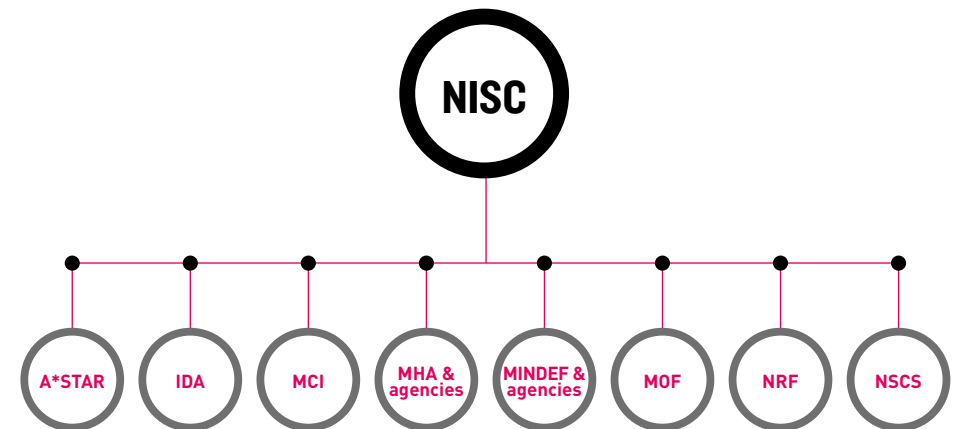 NISC
A*STAR
IDA
MCI
MHA &
agencies
MINDEF &
agencies
MOF
NRF
NSCS